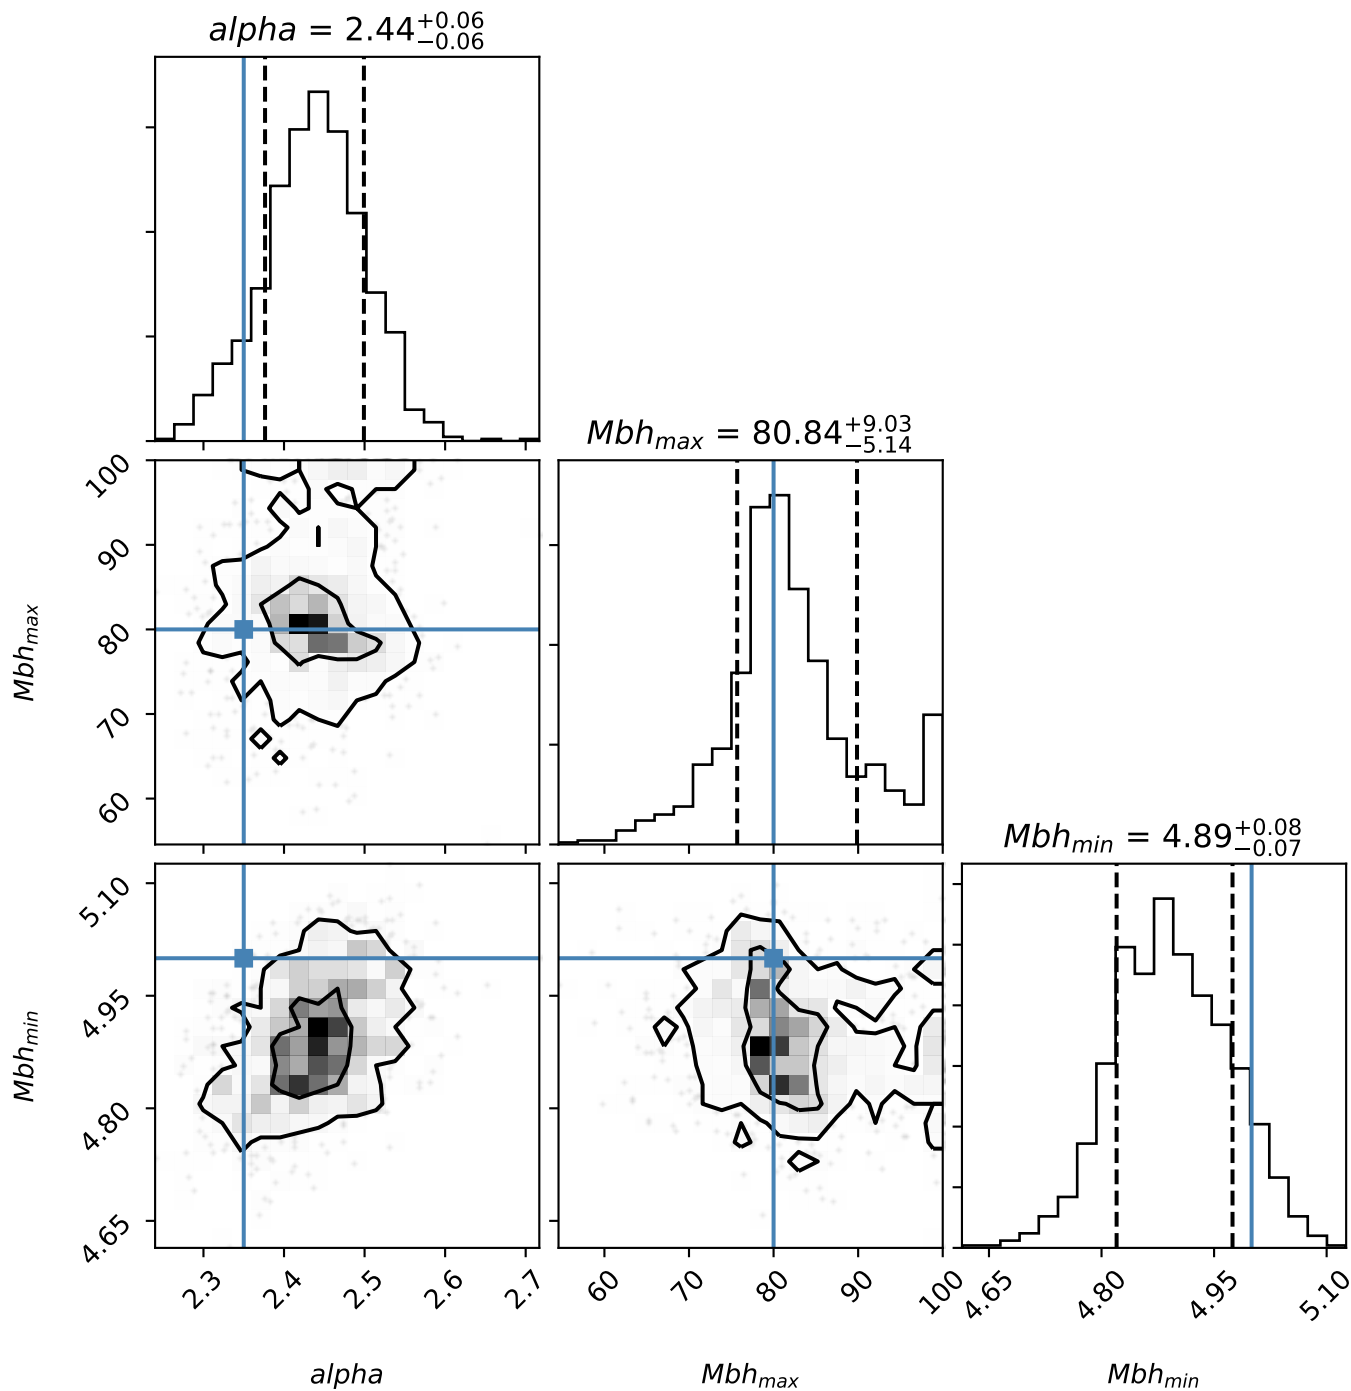 alpha = 2.44+0.06−0.06
100
90
80
70
60
Mbhmax
Mbhmax = 80.84+9.03−5.14
5.10
4.95
4.80
4.65
Mbhmin
Mbhmin = 4.89+0.08−0.07
2.3 2.4 2.5 2.6 2.7
alpha
60 70 80 90 100
Mbhmax
4.65 4.80 4.95 5.10
Mbhmin